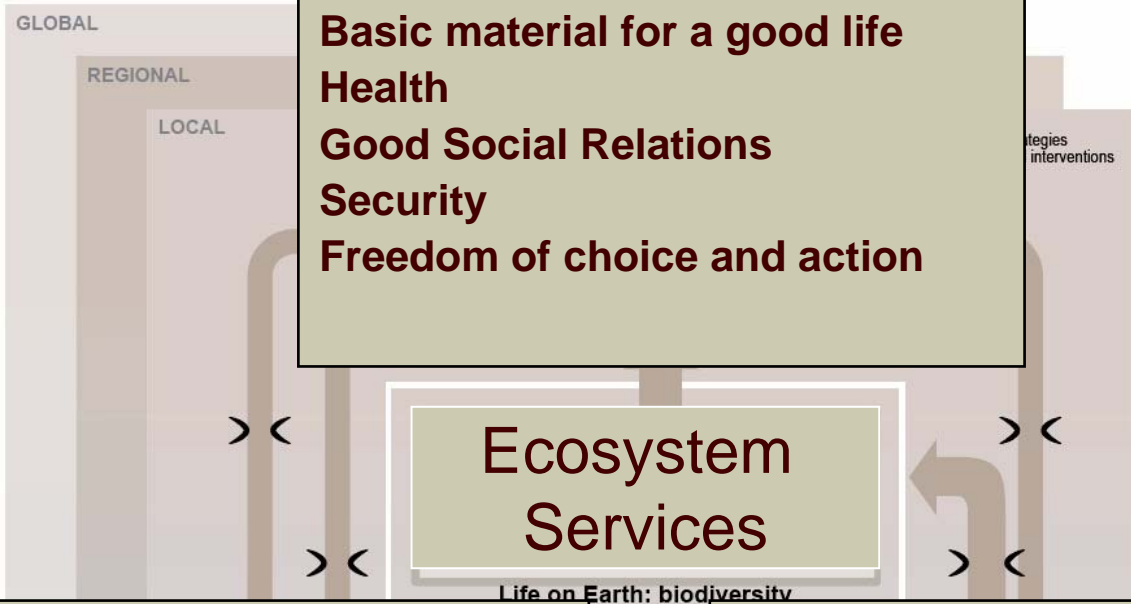 GLOBAL
REGIONAL
LOCAL
Basic material for a good life
Health
Good Social Relations
Security
Freedom of choice and action
interventions
Ecosystem
Services
Life on Earth: biodiversity